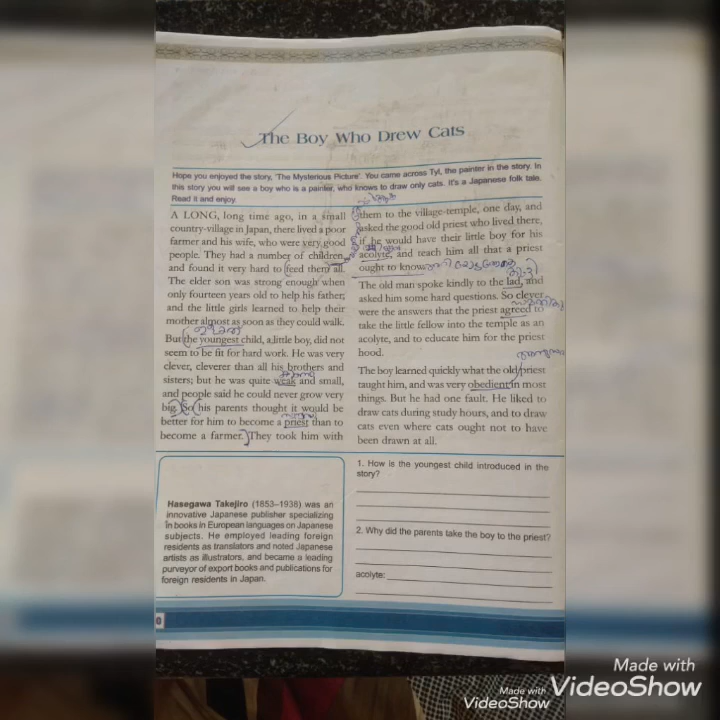 The Boy Who Drew Cats
Hope you enjoyed the story, 'The Mysterious Picture'. You came across Tyl, the painter in the story. In
this story you will see a boy who is a painter, who knows to draw only cats. It's a Japanese folk tale.
Read it and enjoy
A LONG, long time ago, in a small
country-village in Japan, there lived a poor
farmer and his wife, who were very good
people. They had a number of children,
and found it very hard to feed them all.
The elder son was strong enough when
only fourteen years old to help his father;
and the little girls learned to help their
mother almost as soon as they could walk.
But the youngest child, a little boy, did not
seem to be fit for hard work. He was very
clever, cleverer than all his brothers and
sisters; but he was quite weak and small,
and people said he could never grow very
big. So his parents thought it would be
better for him to become a priest than to
become a farmer. They took him with
them to the village-temple, one day, and
asked the good old priest who lived there,
if he would have their little boy for his
acolyte, and teach him all that a priest
ought to know.
The old man spoke kindly to the lad, and
asked him some hard questions. So clever
were the answers that the priest agreed to
take the little fellow into the temple as an
acolyte, and to educate him for the priest
hood.
The boy learned quickly what the old priest
taught him, and was very obedient in most
things. But he had one fault. He liked to
draw cats during study hours, and to draw
cats even where cats ought not to have
been drawn at all.
Hasegawa Takejiro (1853–1938) was an
innovative Japanese publisher specializing
in books in European languages on Japanese
subjects. He employed leading foreign
residents as translators and noted Japanese
artists as illustrators, and became a leading
purveyor of export books and publications for
foreign residents in Japan.
1. How is the youngest child introduced in the
story?
2. Why did the parents take the boy to the priest?
acolyte:
0
Made with
VideoShow
Made with
VideoShow